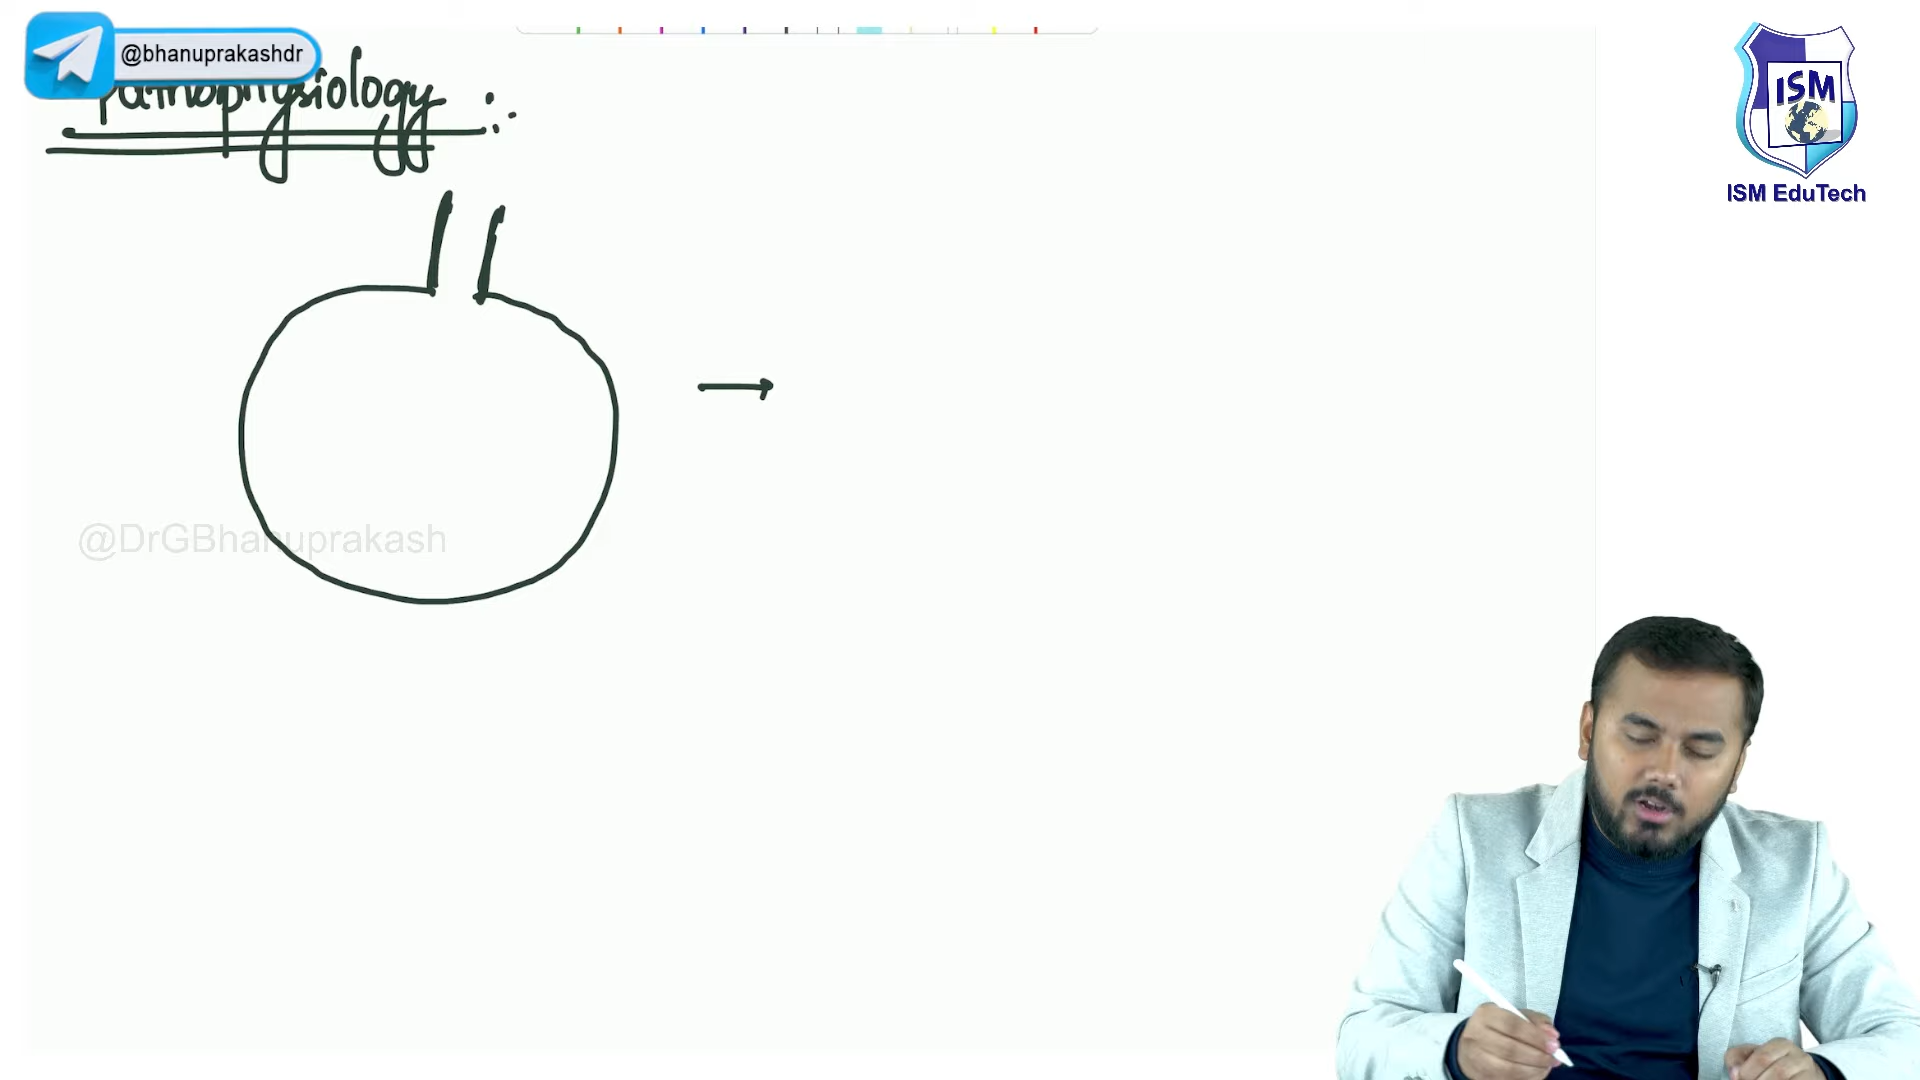 @bhanuprakashdr
Pathophysiology :-
ISM
ISM EduTech
@DrGBhanuprakash